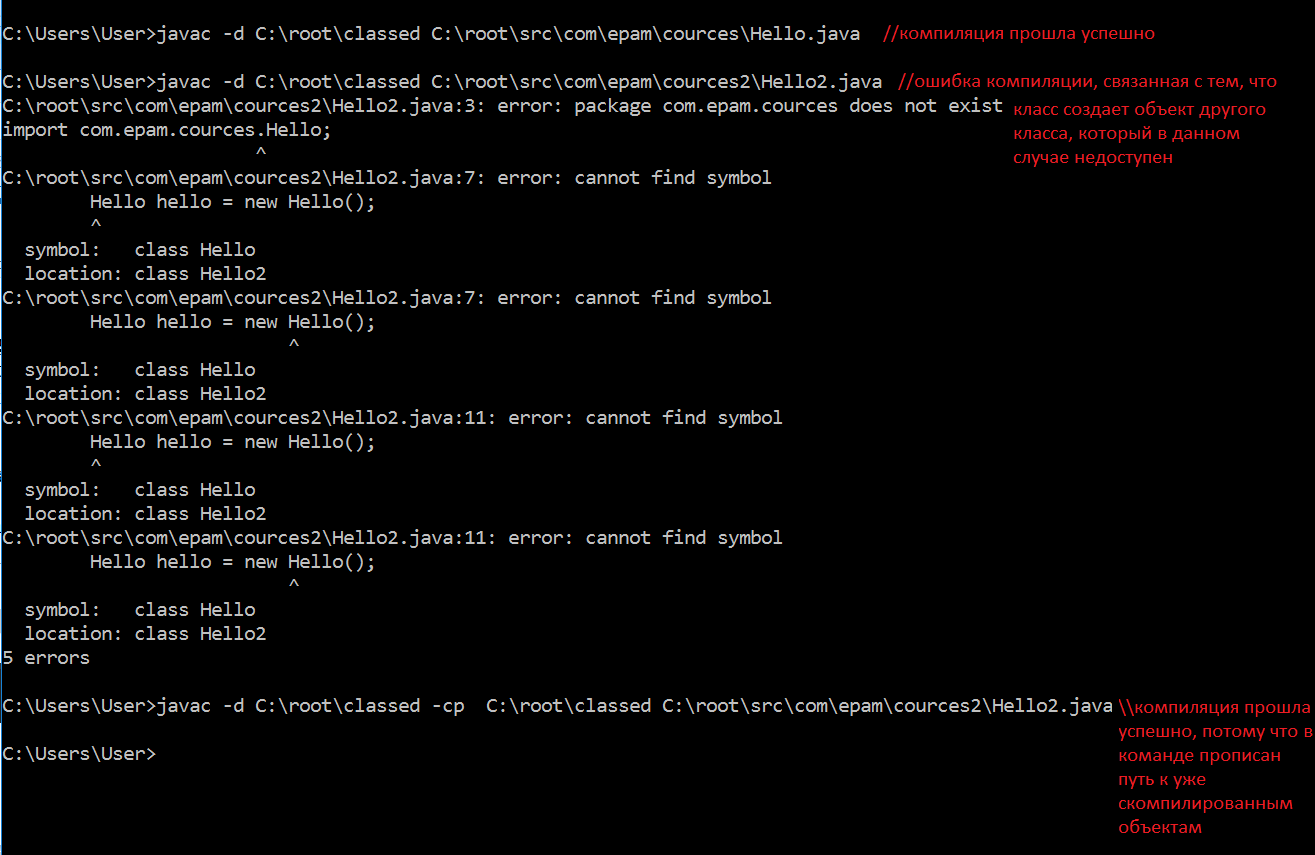 C:\Users\User>javac -d C:\root\classed C:\root\src\com\epam\cources\Hello.java //компиляция прошла успешно
C:\Users\User>javac -d C:\root\classed C:\root\src\com\epam\cources2\Hello2.java //ошибка компиляции, связанная с тем, что
C:\root\src\com\epam\cources2\Hello2.java:3: error: package com.epam.cources does not exist класс создает объект другого
import com.epam.cources.Hello; класса, который в данном
^ случае недоступен
C:\root\src\com\epam\cources2\Hello2.java:7: error: cannot find symbol
Hello hello = new Hello();
^
symbol: class Hello
location: class Hello2
C:\root\src\com\epam\cources2\Hello2.java:7: error: cannot find symbol
Hello hello = new Hello();
^
symbol: class Hello
location: class Hello2
C:\root\src\com\epam\cources2\Hello2.java:11: error: cannot find symbol
Hello hello = new Hello();
^
symbol: class Hello
location: class Hello2
C:\root\src\com\epam\cources2\Hello2.java:11: error: cannot find symbol
Hello hello = new Hello();
^
symbol: class Hello
location: class Hello2
5 errors
C:\Users\User>javac -d C:\root\classed -cp  C:\root\classed C:\root\src\com\epam\cources2\Hello2.java \\компиляция прошла
успешно, потому что в
C:\Users\User> команде прописан
путь к уже
скомпилированным
объектам